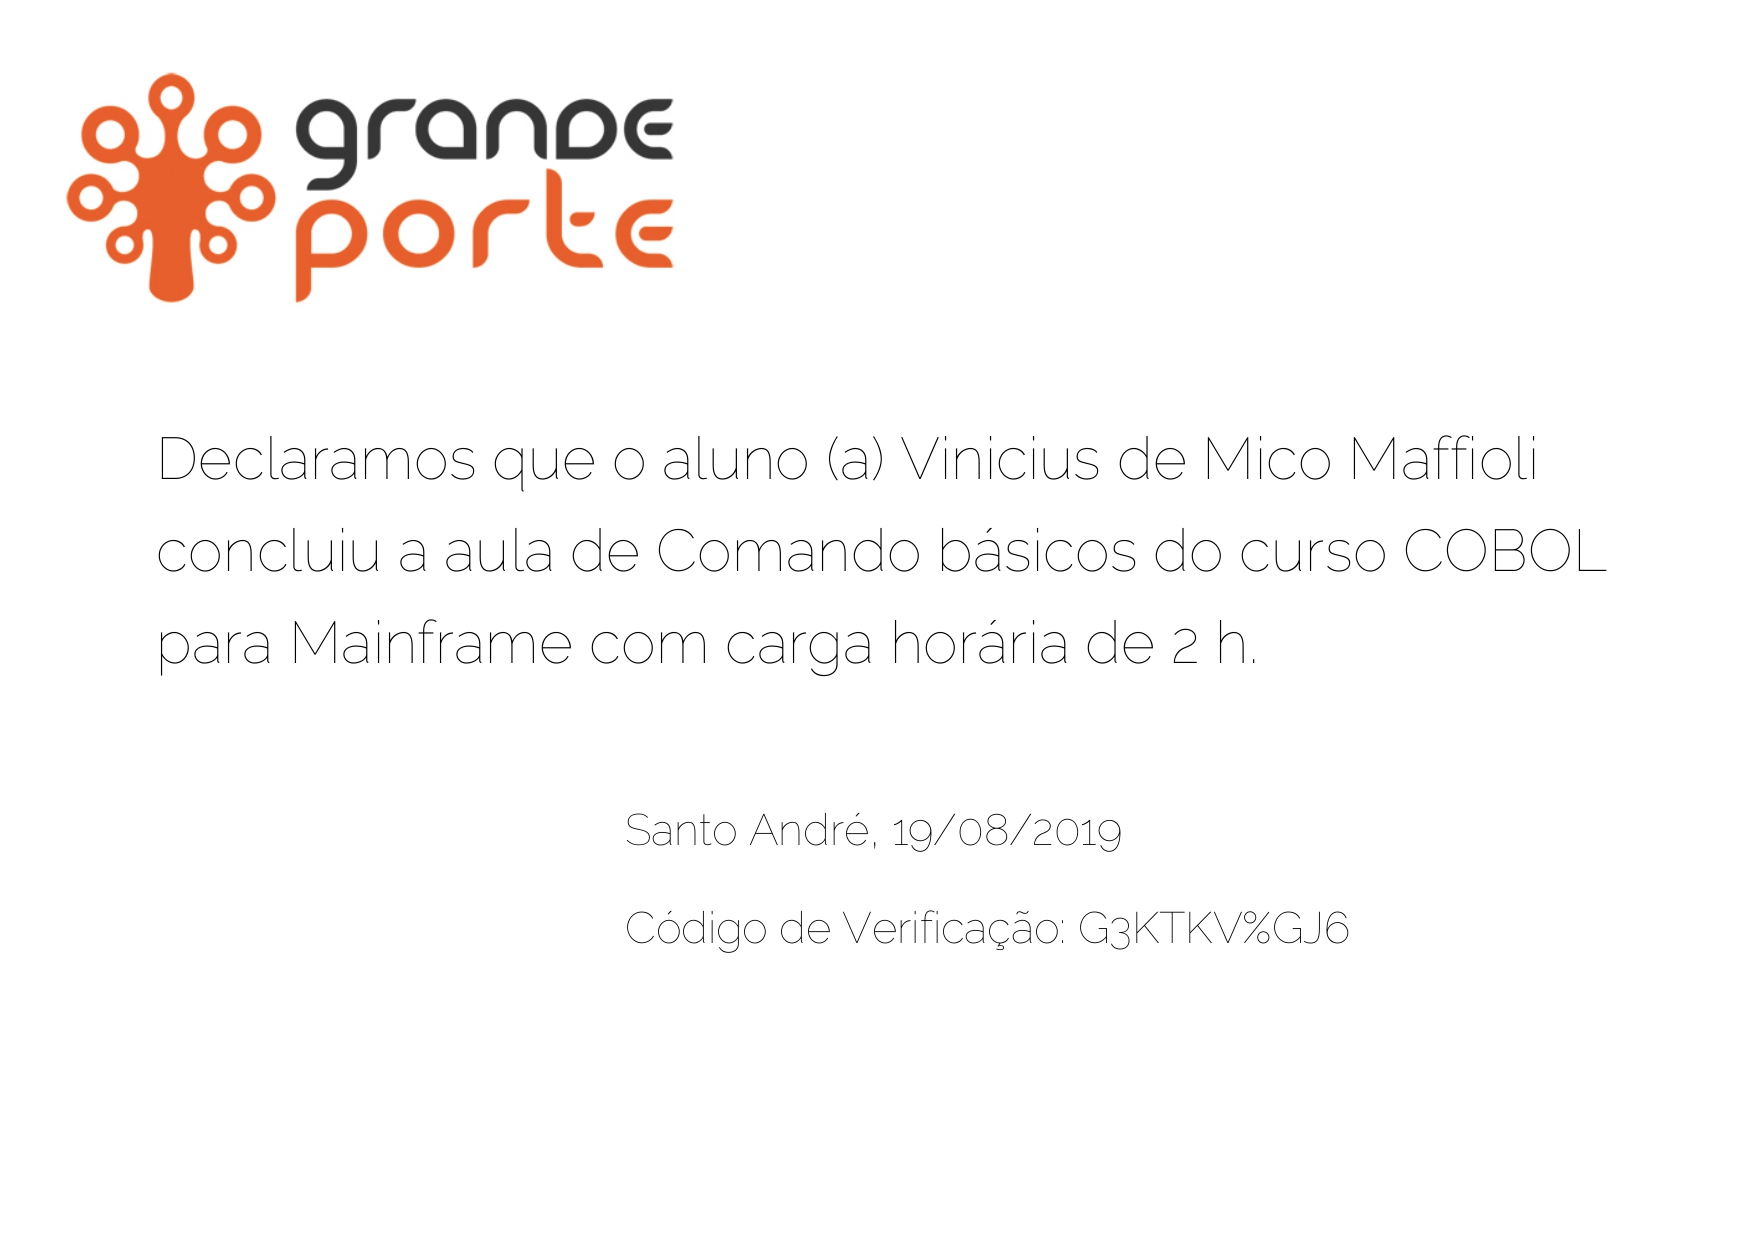 grande
porte
Declaramos que o aluno (a) Vinicius de Mico Maffioli
concluiu a aula de Comando básicos do curso COBOL
para Mainframe com carga horária de 2 h.
Santo André, 19/08/2019
Código de Verificação: G3KTKV%GJ6